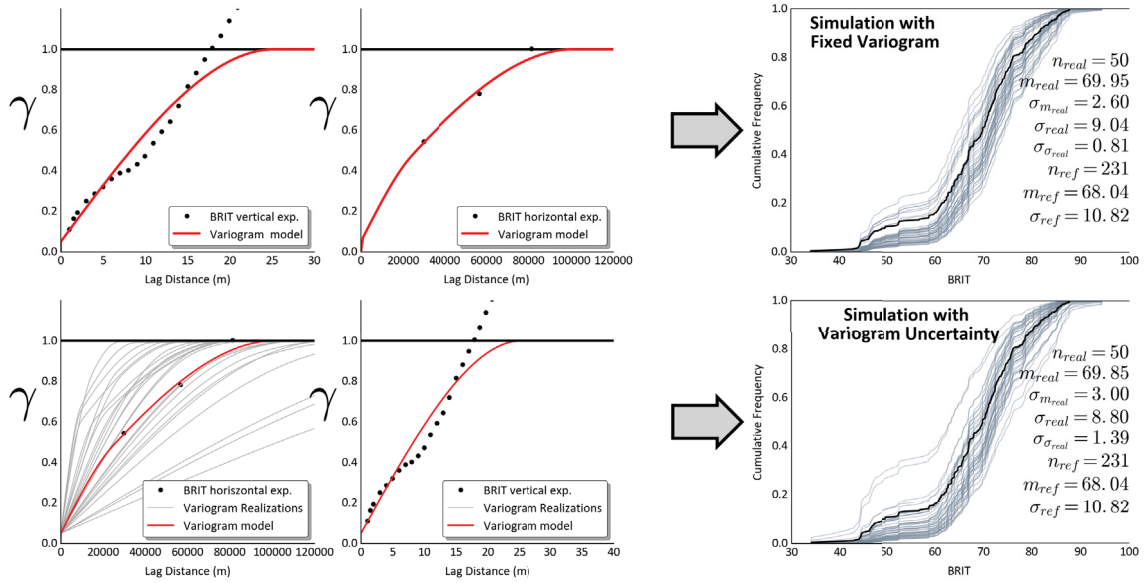 γ
1.0
0.8
0.6
0.4
0.2
0.0
0 5 10 15 20 25 30
Lag Distance (m)
BRIT vertical exp.
Variogram model
γ
1.0
0.8
0.6
0.4
0.2
0.0
0 20000 40000 60000 80000 100000 120000
Lag Distance (m)
BRIT horizontal exp.
Variogram model
Simulation with
Fixed Variogram
n_real = 50
m_real = 69.95
σ_m_real = 2.60
σ_real = 9.04
σ_σ_real = 0.81
n_ref = 231
m_ref = 68.04
σ_ref = 10.82
Cumulative Frequency
1.0
0.8
0.6
0.4
0.2
0.0
30 40 50 60 70 80 90 100
BRIT
γ
1.0
0.8
0.6
0.4
0.2
0.0
0 20000 40000 60000 80000 100000 120000
Lag Distance (m)
BRIT horiszontal exp.
Variogram Realizations
Variogram model
γ
1.0
0.8
0.6
0.4
0.2
0.0
0 5 10 15 20 25 30 40
Lag Distance (m)
BRIT vertical exp.
Variogram Realizations
Variogram model
Simulation with
Variogram Uncertainty
n_real = 50
m_real = 69.85
σ_m_real = 3.00
σ_real = 8.80
σ_σ_real = 1.39
n_ref = 231
m_ref = 68.04
σ_ref = 10.82
Cumulative Frequency
1.0
0.8
0.6
0.4
0.2
0.0
30 40 50 60 70 80 90 100
BRIT